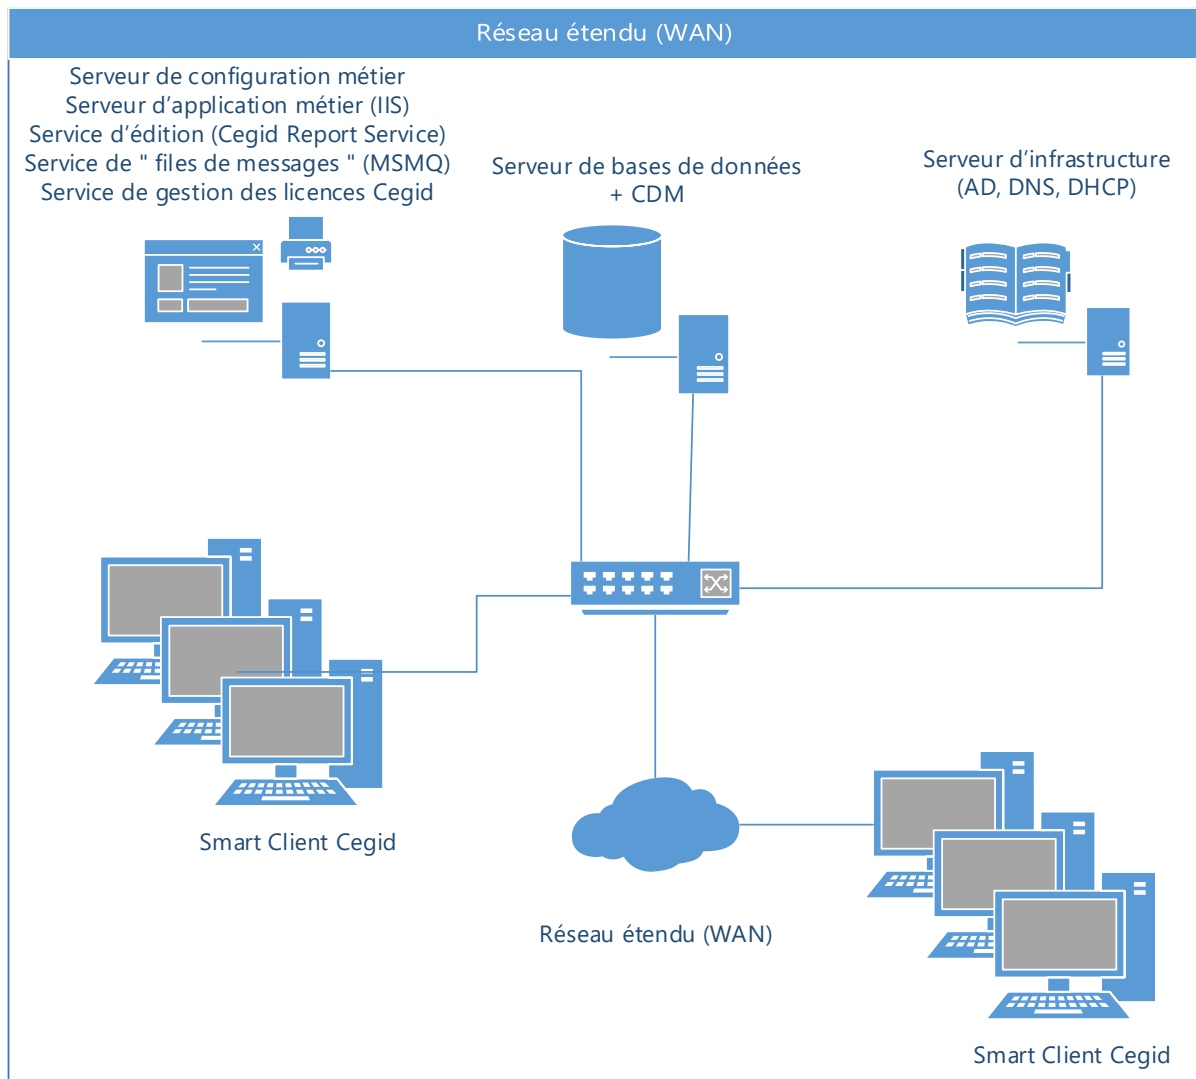 Réseau étendu (WAN)
Serveur de configuration métier
Serveur d’application métier (IIS)
Service d’édition (Cegid Report Service)
Service de " files de messages " (MSMQ)
Service de gestion des licences Cegid
Serveur de bases de données
+ CDM
Serveur d’infrastructure
(AD, DNS, DHCP)
Smart Client Cegid
Réseau étendu (WAN)
Smart Client Cegid